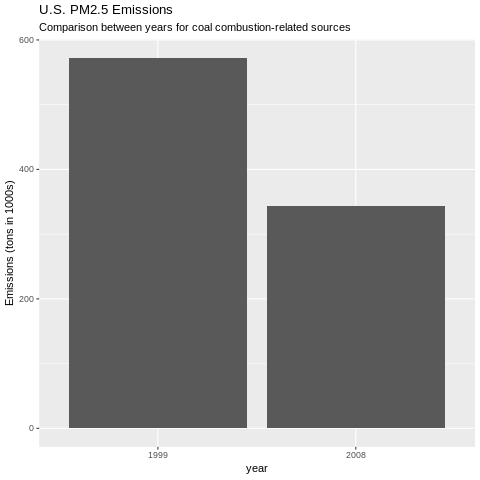 U.S. PM2.5 Emissions
Comparison between years for coal combustion-related sources
600
400
200
0
Emissions (tons in 1000s)
1999
2008
year